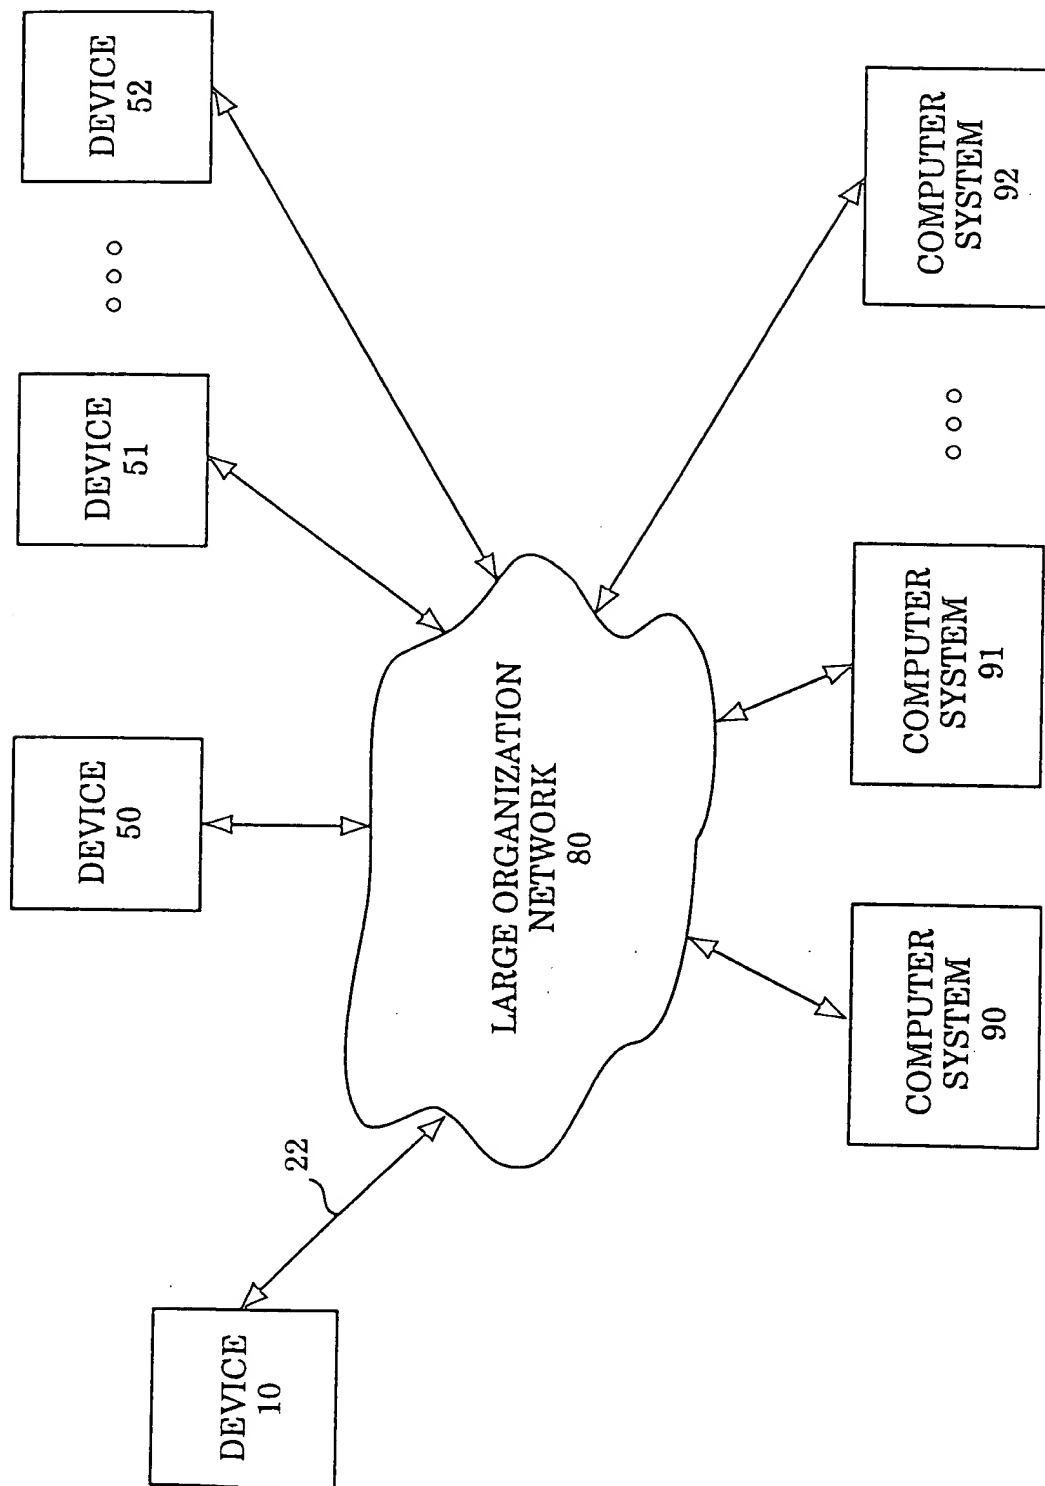 DEVICE
10
22
DEVICE
50
DEVICE
51
DEVICE
52
LARGE ORGANIZATION
NETWORK
80
COMPUTER
SYSTEM
90
COMPUTER
SYSTEM
91
COMPUTER
SYSTEM
92